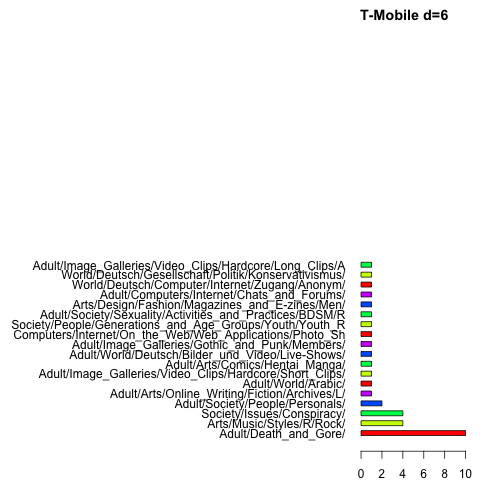 T-Mobile d=6
Adult/Image_Galleries/Video_Clips/Hardcore/Long_Clips/A
World/Deutsch/Gesellschaft/Politik/Konservativismus/
World/Deutsch/Computer/Internet/Zugang/Anonym/
Adult/Computers/Internet/Chats_and_Forums/
Arts/Design/Fashion/Magazines_and_E-zines/Men/
Adult/Society/Sexuality/Activities_and_Practices/BDSM/R
Society/People/Generations_and_Age_Groups/Youth/Youth_R
Computers/Internet/On_the_Web/Web_Applications/Photo_Sh
Adult/Image_Galleries/Gothic_and_Punk/Members/
Adult/World/Deutsch/Bilder_und_Video/Live-Shows/
Adult/Arts/Comics/Hentai_Manga/
Adult/Image_Galleries/Video_Clips/Hardcore/Short_Clips/
Adult/World/Arabic/
Adult/Arts/Online_Writing/Fiction/Archives/L/
Adult/Society/People/Personals/
Society/Issues/Conspiracy/
Arts/Music/Styles/R/Rock/
Adult/Death_and_Gore/
0 2 4 6 8 10